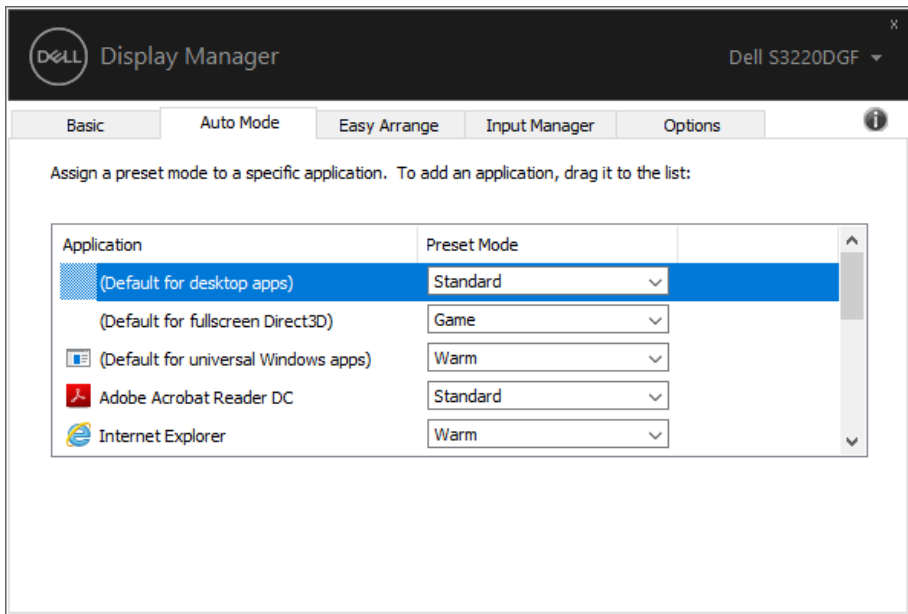 x
DELL Display Manager Dell S3220DGF
Basic Auto Mode Easy Arrange Input Manager Options
Assign a preset mode to a specific application. To add an application, drag it to the list:
Application Preset Mode
(Default for desktop apps) Standard
(Default for fullscreen Direct3D) Game
(Default for universal Windows apps) Warm
Adobe Acrobat Reader DC Standard
Internet Explorer Warm